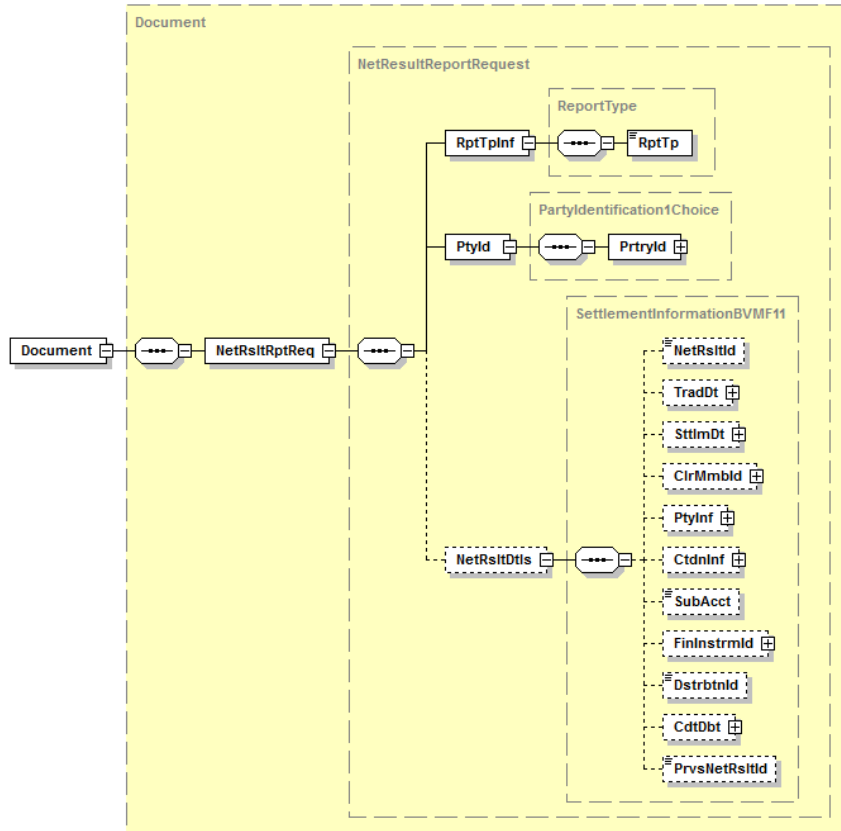 Document
NetResultReportRequest
ReportType
RptTpInf
RptTp
PartyIdentification1Choice
PtyId
PrtryId
SettlementInformationBVMF11
Document
NetRsltRptReq
NetRsltId
TradDt
SttlmDt
ClrMmbId
PtyInf
NetRsltDtls
CtdnInf
SubAcct
FinInstrmId
DstrbtnId
CdtDbt
PrvsNetRsltId